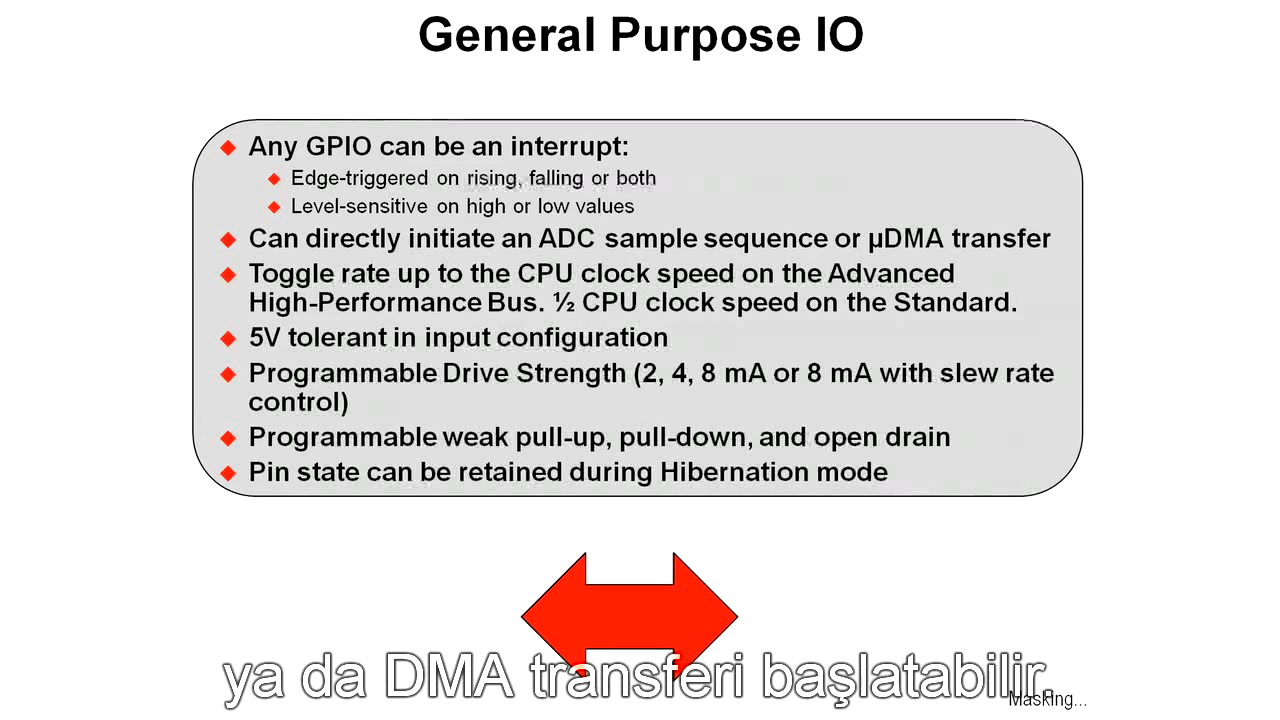 General Purpose IO
Any GPIO can be an interrupt:
Edge-triggered on rising, falling or both
Level-sensitive on high or low values
Can directly initiate an ADC sample sequence or µDMA transfer
Toggle rate up to the CPU clock speed on the Advanced
High-Performance Bus. ½ CPU clock speed on the Standard.
5V tolerant in input configuration
Programmable Drive Strength (2, 4, 8 mA or 8 mA with slew rate
control)
Programmable weak pull-up, pull-down, and open drain
Pin state can be retained during Hibernation mode
ya da DMA transferi başlatabilir.
Masking...